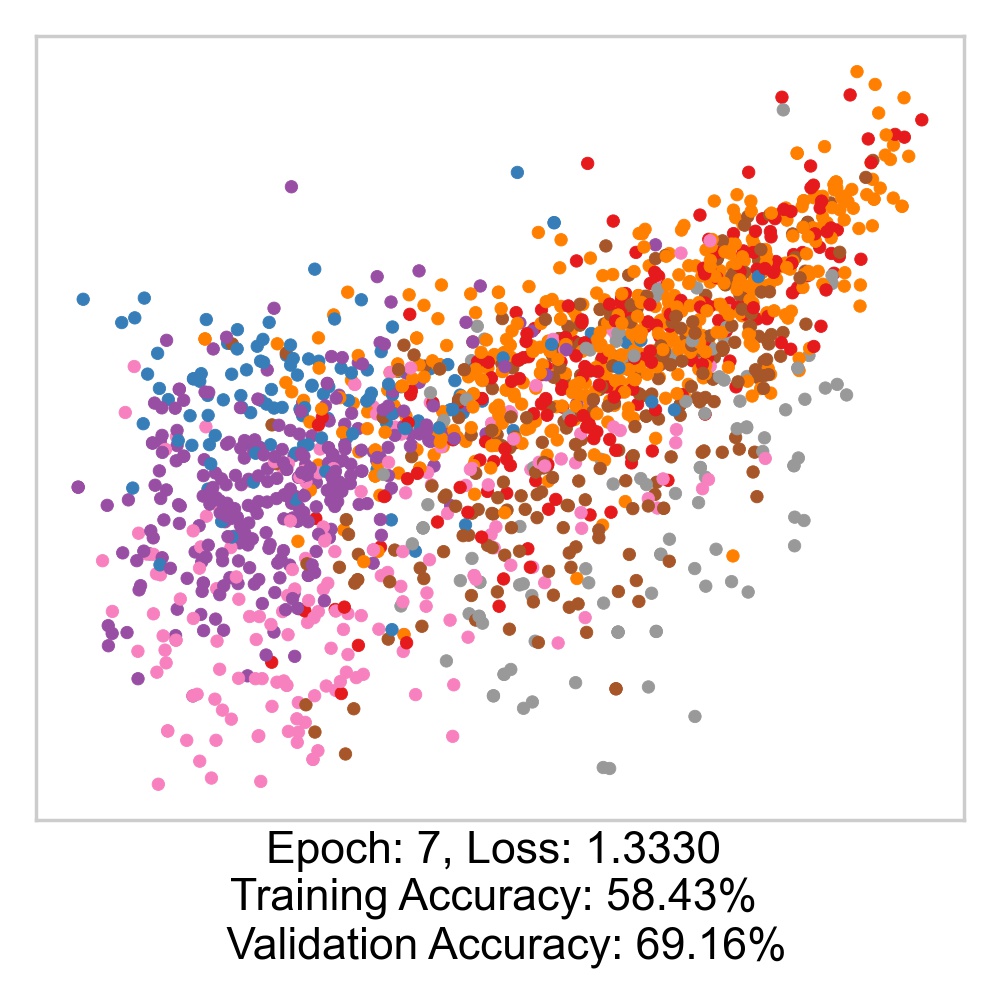 Epoch: 7, Loss: 1.3330
Training Accuracy: 58.43%
Validation Accuracy: 69.16%